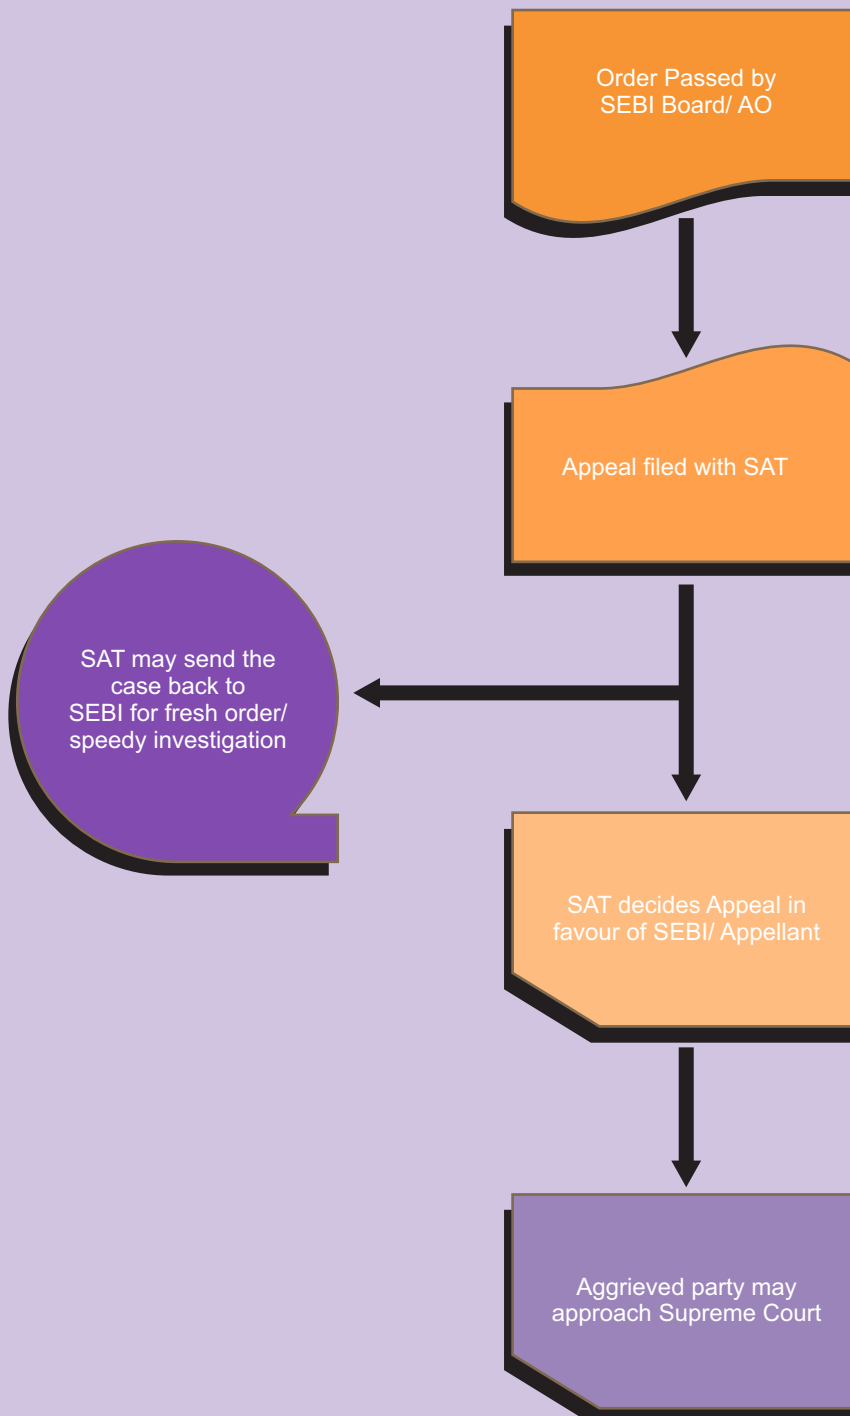 Order Passed by
SEBI Board/ AO
Appeal filed with SAT
SAT may send the
case back to
SEBI for fresh order/
speedy investigation
SAT decides Appeal in
favour of SEBI/ Appellant
Aggrieved party may
approach Supreme Court